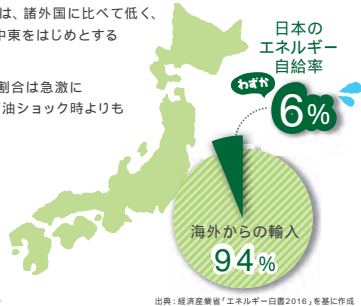 は、諸外国に比べて低く、
中東をはじめとする
割合は急激に
油ショック時よりも
日本の
エネルギー
自給率
わずか
6%
海外からの輸入
94%
出典:経済産業省「エネルギー白書2016」を基に作成